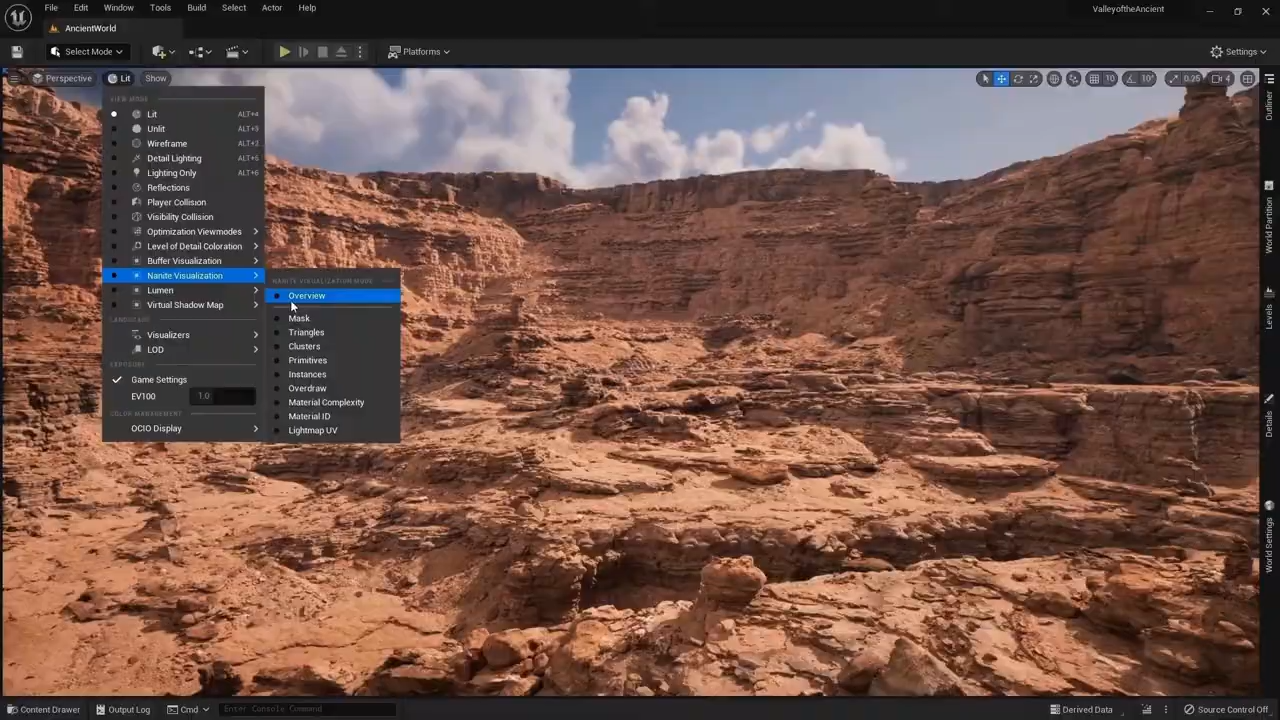 File Edit Window Tools Build Select Actor Help
ValleyoftheAncient
AncientWorld
Select Mode
Platforms
Settings
Perspective
Lit
Show
10
10°
0.25
4
VIEW MODE
Lit ALT+4
Unlit ALT+3
Wireframe ALT+2
Detail Lighting ALT+5
Lighting Only ALT+6
Reflections
Player Collision
Visibility Collision
Optimization Viewmodes
Level of Detail Coloration
Buffer Visualization
Nanite Visualization
Lumen
Virtual Shadow Map
LANDSCAPE
Visualizers
LOD
EXPOSURE
Game Settings
EV100 1.0
COLOR MANAGEMENT
OCIO Display
NANITE VISUALIZATION MODE
Overview
Mask
Triangles
Clusters
Primitives
Instances
Overdraw
Material Complexity
Material ID
Lightmap UV
Outliner
World Partition
Levels
Details
World Settings
Content Drawer
Output Log
Cmd
Enter Console Command
Derived Data
Source Control Off